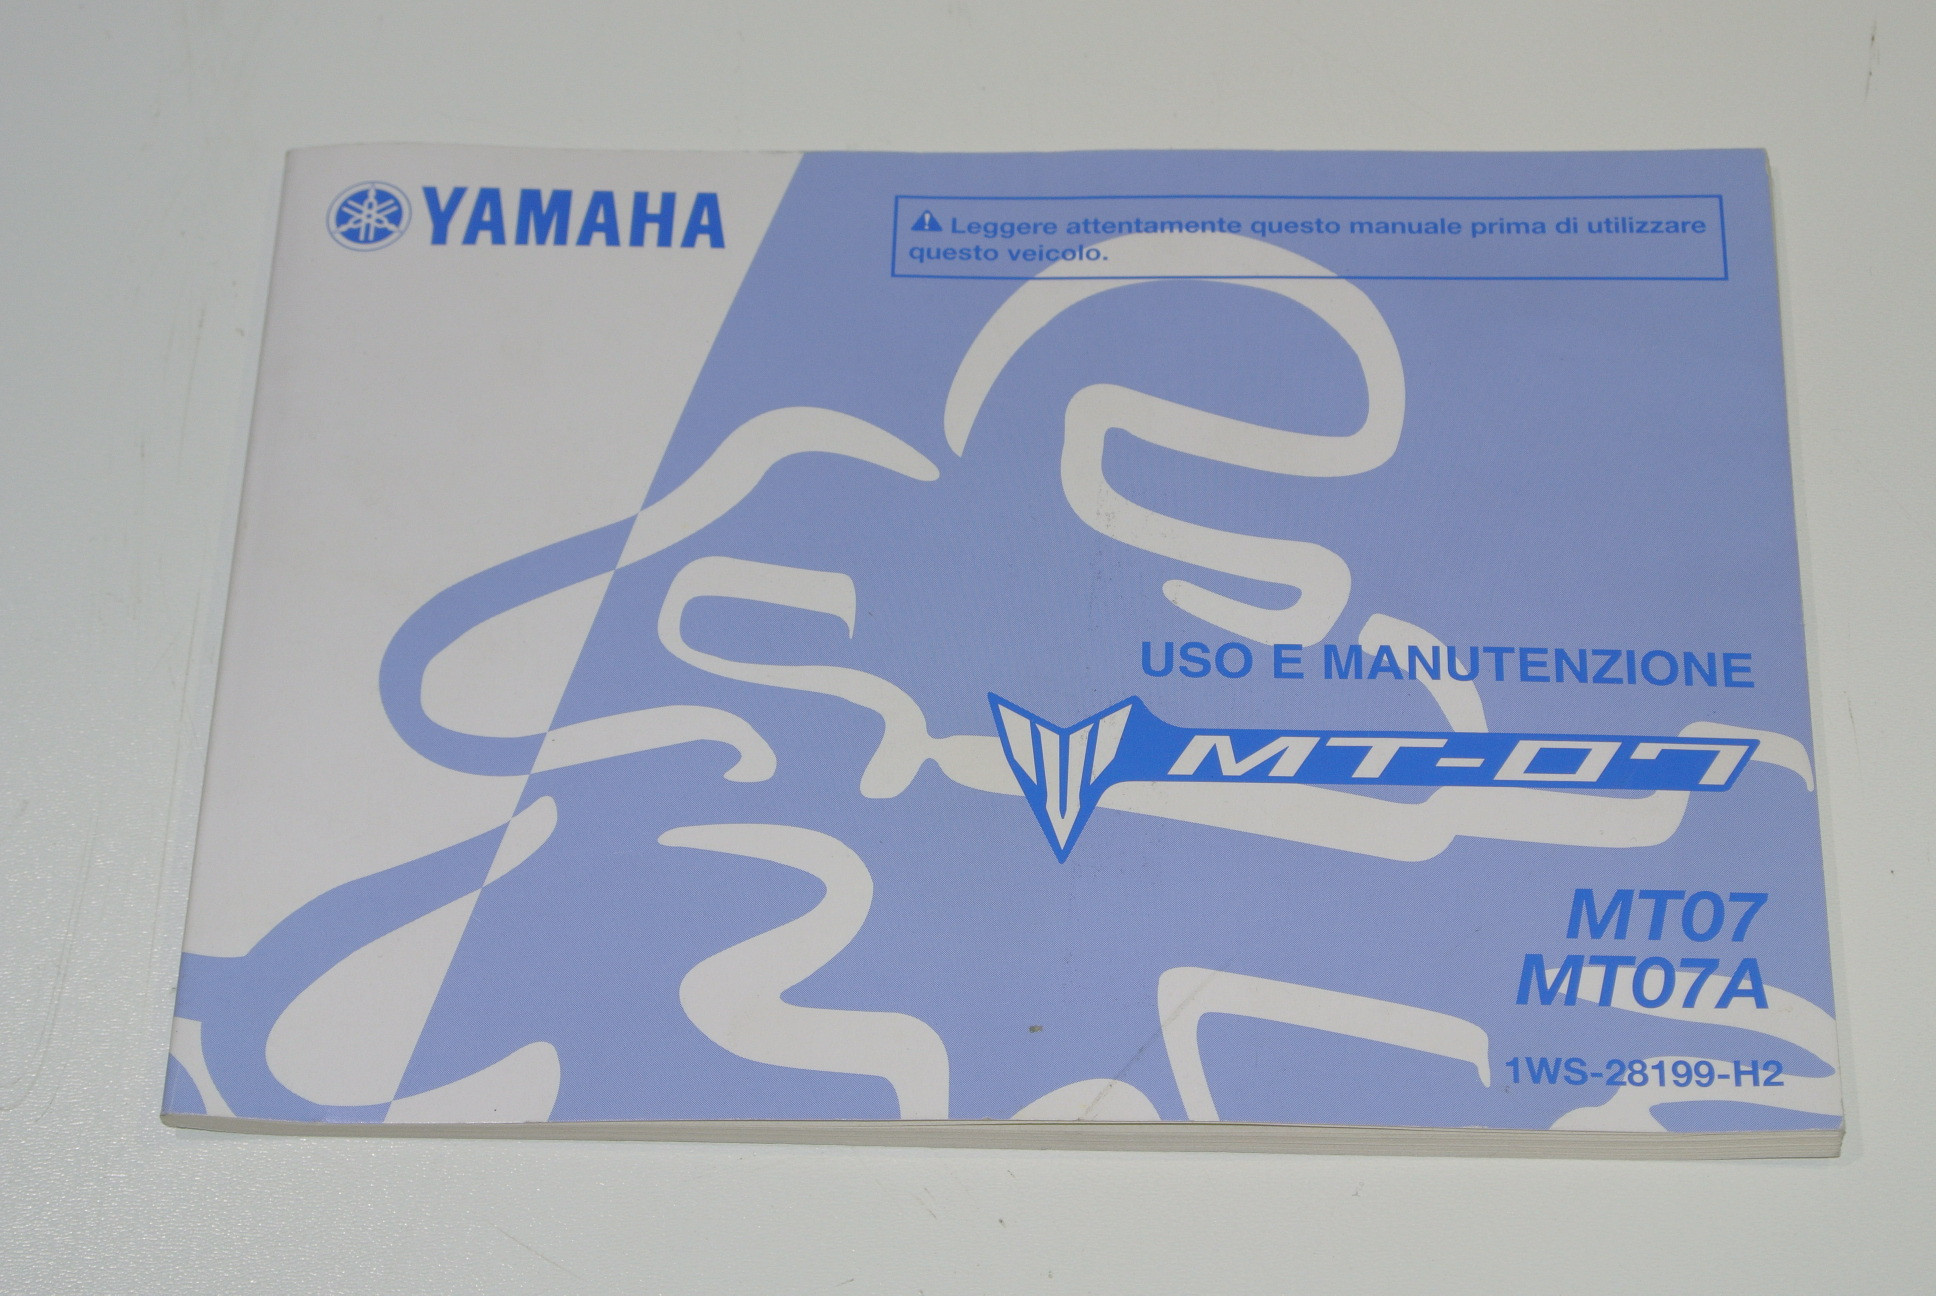 YAMAHA
⚠ Leggere attentamente questo manuale prima di utilizzare
questo veicolo.
USO E MANUTENZIONE
MT-07
MT07
MT07A
1WS-28199-H2